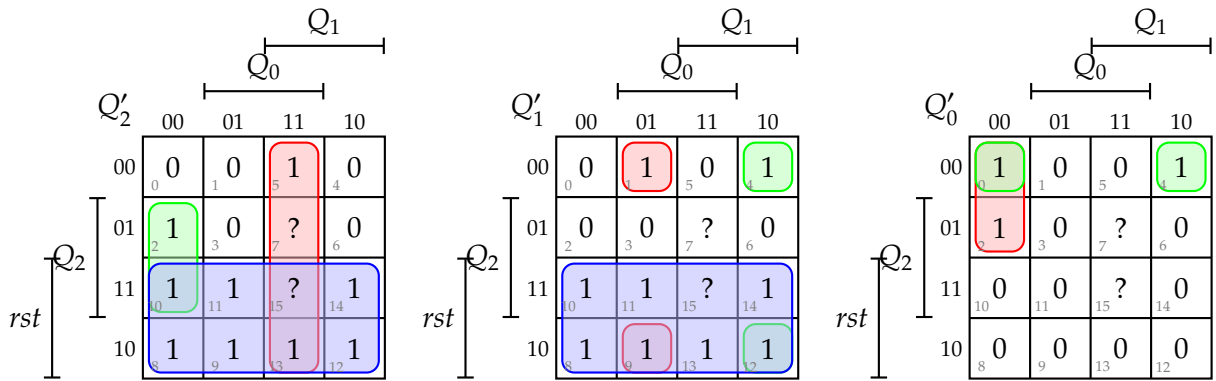 Q1 Q1 Q1
Q0 Q0 Q0
Q′2 00 01 11 10 Q′1 00 01 11 10 Q′0 00 01 11 10
00 0 0 1 1 5 1 4 0 00 0 0 1 1 5 0 4 1 00 0 1 1 0 5 0 4 1
01 2 1 3 0 7 ? 6 0 01 2 0 3 0 7 ? 6 0 01 2 1 3 0 7 ? 6 0
Q2 Q2 Q2
11 10 1 11 1 15 ? 14 1 11 10 1 11 1 15 ? 14 1 11 10 0 11 0 15 ? 14 0
rst rst rst
10 8 1 9 1 13 1 12 1 10 8 1 9 1 13 1 12 1 10 8 0 9 0 13 0 12 0